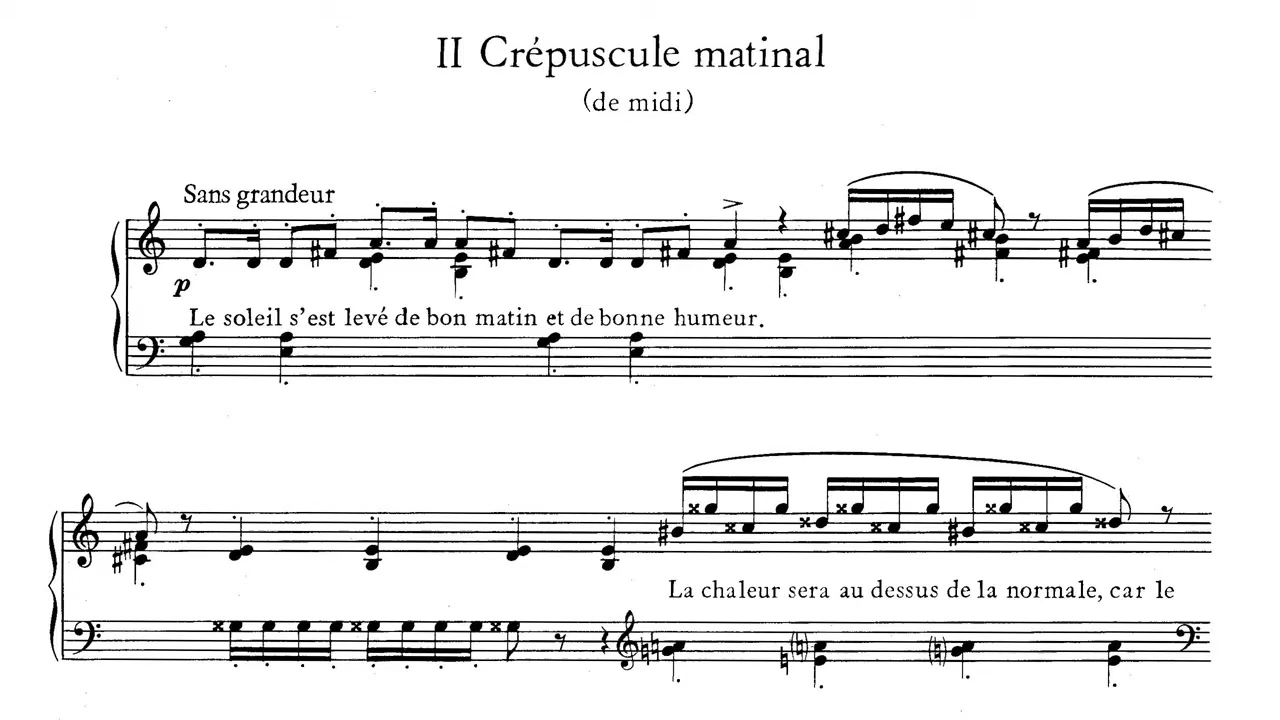 II Crépuscule matinal
(de midi)
Sans grandeur
p
Le soleil s'est levé de bon matin et de bonne humeur.
La chaleur sera au dessus de la normale, car le